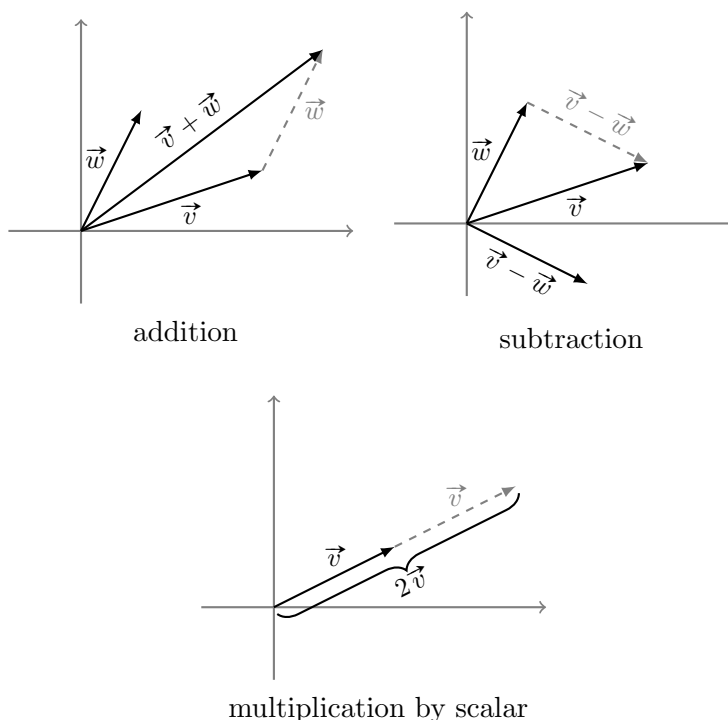 v⃗ + w⃗
w⃗
w⃗
v⃗
addition
v⃗ − w⃗
w⃗
v⃗
v⃗ − w⃗
subtraction
v⃗
v⃗
2v⃗
multiplication by scalar